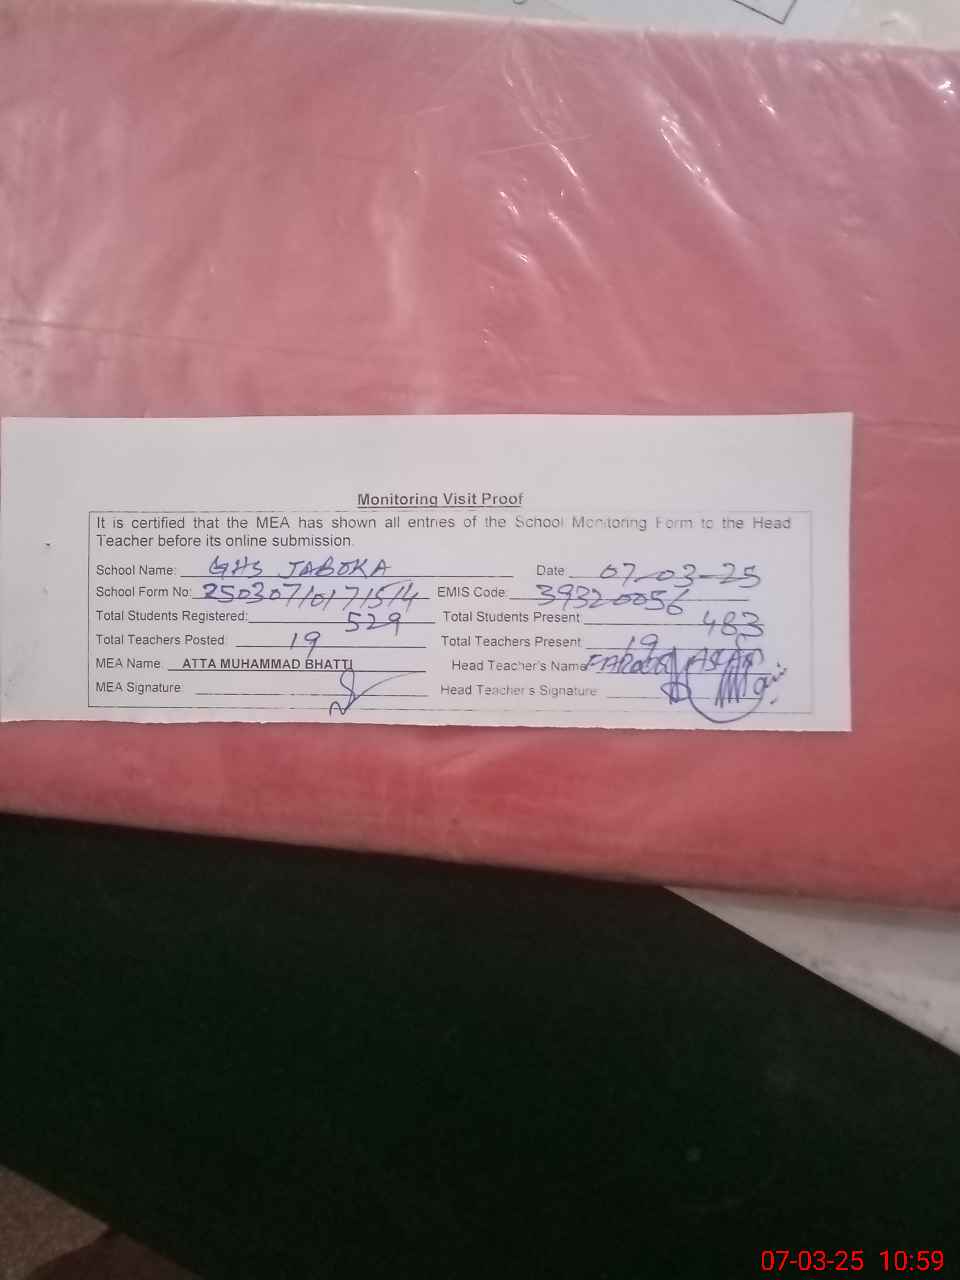 Monitoring Visit Proof
It is certified that the MEA has shown all entries of the School Monitoring Form to the Head
Teacher before its online submission.
School Name: GHS JABOKA Date: 07-03-25
School Form No: 25030710171514 EMIS Code: 39320056
Total Students Registered: 529 Total Students Present: 483
Total Teachers Posted: 19 Total Teachers Present: 19
MEA Name: ATTA MUHAMMAD BHATTI Head Teacher's Name: FAROOQ
MEA Signature: Head Teacher's Signature:
07-03-25 10:59